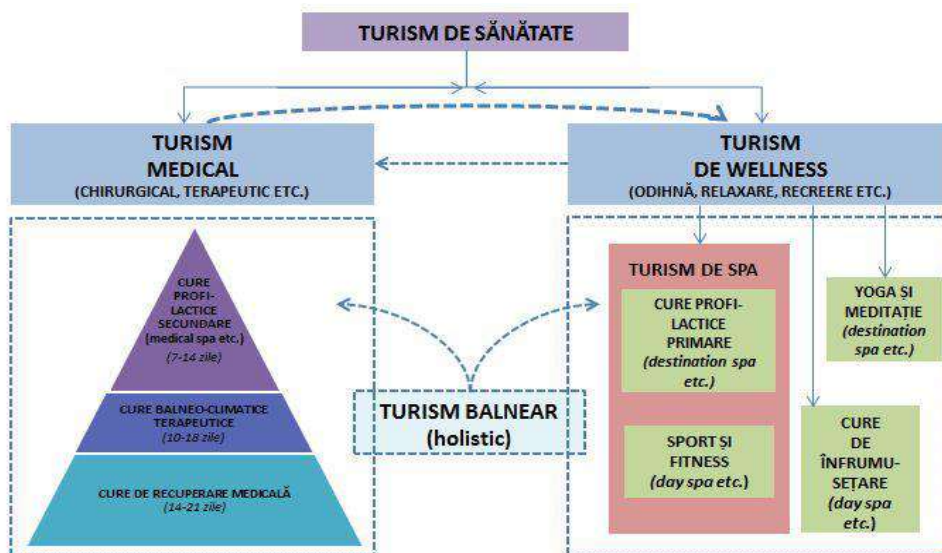 TURISM DE SĂNĂTATE
TURISM
MEDICAL
(CHIRURGICAL, TERAPEUTIC ETC.)
TURISM
DE WELLNESS
(ODIHNĂ, RELAXARE, RECREERE ETC.)
CURE
PROFI-
LACTICE
SECUNDARE
(medical spa etc.)
(7-14 zile)
CURE BALNEO-CLIMATICE
TERAPEUTICE
(10-18 zile)
CURE DE RECUPERARE MEDICALĂ
(14-21 zile)
TURISM BALNEAR
(holistic)
TURISM DE SPA
CURE PROFI-
LACTICE
PRIMARE
(destination spa
etc.)
SPORT ȘI
FITNESS
(day spa etc.)
YOGA ȘI
MEDITAȚIE
(destination
spa etc.)
CURE
DE
ÎNFRUMU-
SEȚARE
(day spa
etc.)